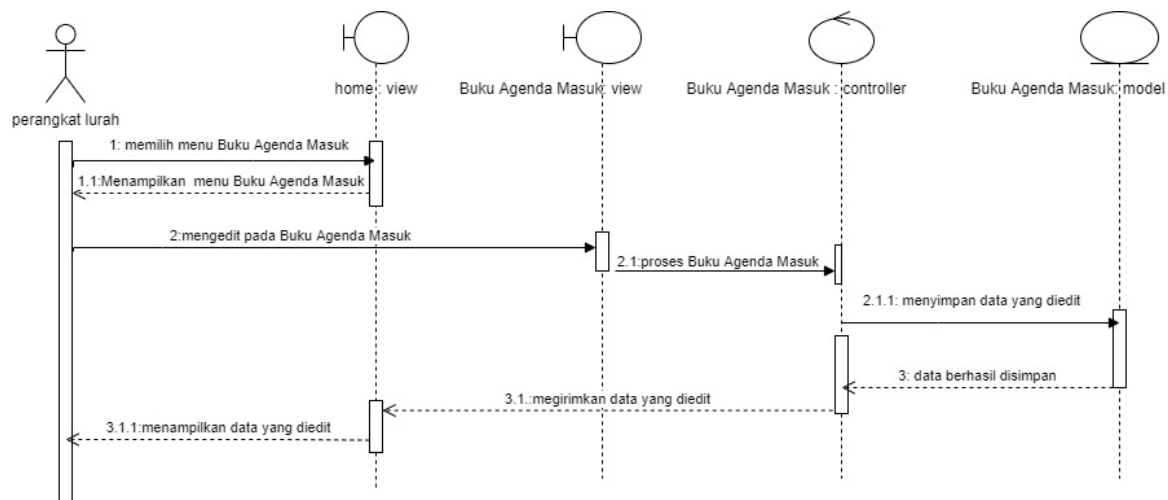 home : view
Buku Agenda Masuk: view
Buku Agenda Masuk : controller
Buku Agenda Masuk: model
perangkat lurah
1: memilih menu Buku Agenda Masuk
1.1:Menampilkan menu Buku Agenda Masuk
2:mengedit pada Buku Agenda Masuk
2.1:proses Buku Agenda Masuk
2.1.1: menyimpan data yang diedit
3: data berhasil disimpan
3.1.:megirimkan data yang diedit
3.1.1:menampilkan data yang diedit